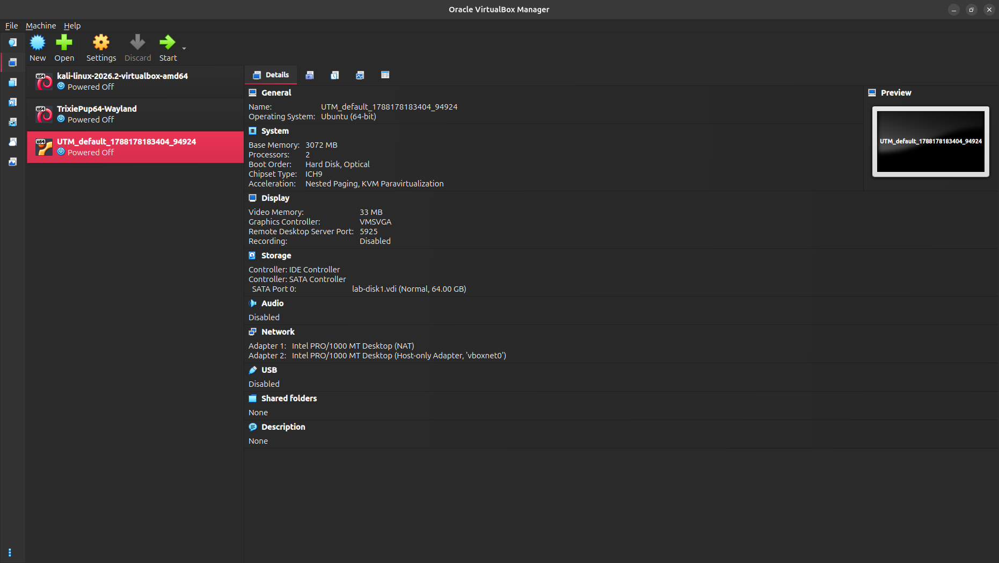 Oracle VirtualBox Manager
File Machine Help
New Open Settings Discard Start
x64 kali-linux-2026.2-virtualbox-amd64
Powered Off
x64 TrixiePup64-Wayland
Powered Off
x64 UTM_default_1788178183404_94924
Powered Off
Details
General
Name: UTM_default_1788178183404_94924
Operating System: Ubuntu (64-bit)
System
Base Memory: 3072 MB
Processors: 2
Boot Order: Hard Disk, Optical
Chipset Type: ICH9
Acceleration: Nested Paging, KVM Paravirtualization
Display
Video Memory: 33 MB
Graphics Controller: VMSVGA
Remote Desktop Server Port: 5925
Recording: Disabled
Storage
Controller: IDE Controller
Controller: SATA Controller
SATA Port 0: lab-disk1.vdi (Normal, 64.00 GB)
Audio
Disabled
Network
Adapter 1: Intel PRO/1000 MT Desktop (NAT)
Adapter 2: Intel PRO/1000 MT Desktop (Host-only Adapter, 'vboxnet0')
USB
Disabled
Shared folders
None
Description
None
Preview
UTM_default_1788178183404_94924